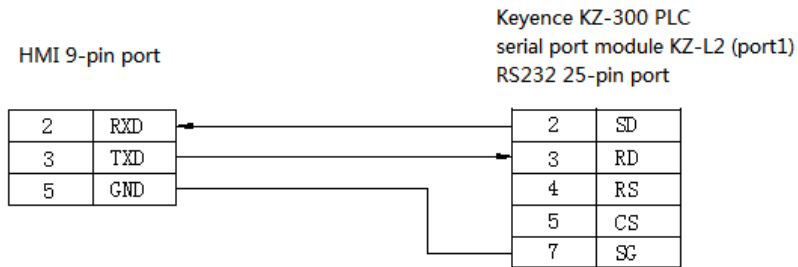 Keyence KZ-300 PLC
serial port module KZ-L2 (port1)
RS232 25-pin port
HMI 9-pin port
2 RXD
3 TXD
5 GND
2 SD
3 RD
4 RS
5 CS
7 SG